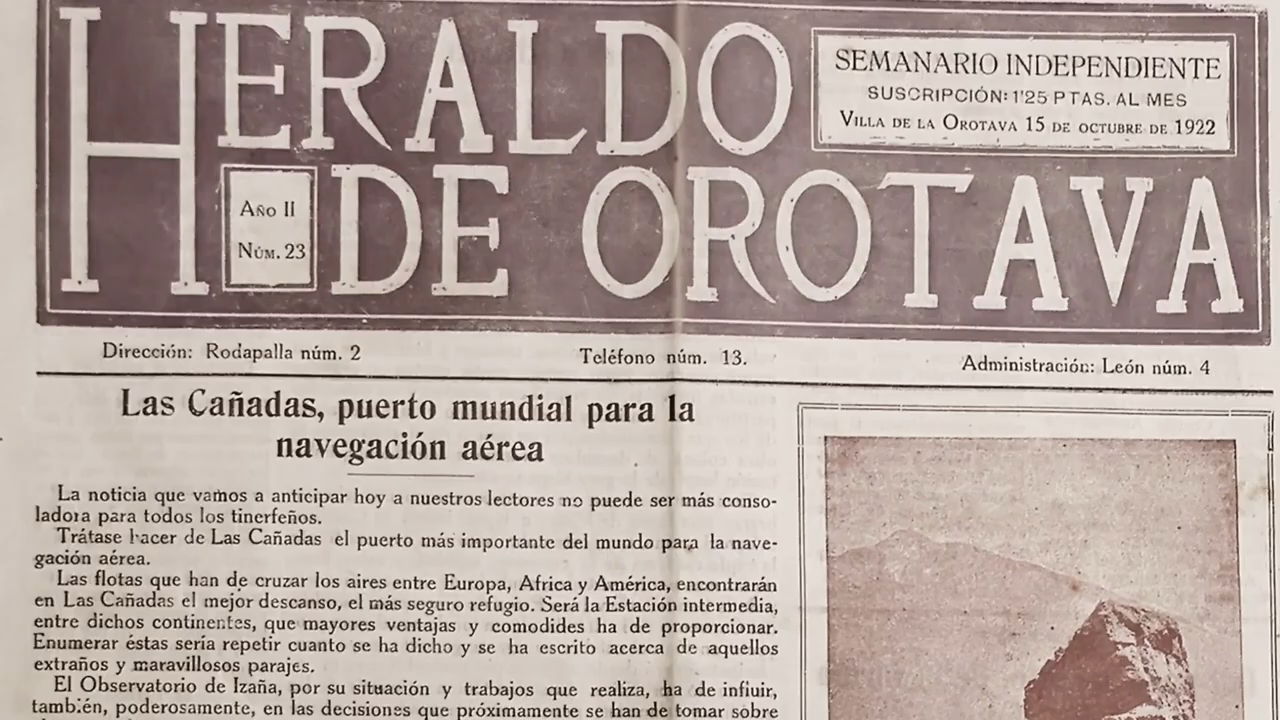 HERALDO
DE OROTAVA
SEMANARIO INDEPENDIENTE
SUSCRIPCIÓN: 1'25 PTAS. AL MES
VILLA DE LA OROTAVA 15 DE OCTUBRE DE 1922
AÑO II
NÚM. 23
Dirección: Rodapalla núm. 2
Teléfono núm. 13.
Administración: León núm. 4
Las Cañadas, puerto mundial para la
navegación aérea
La noticia que vamos a anticipar hoy a nuestros lectores no puede ser más conso-
ladora para todos los tinerfeños.
Trátase hacer de Las Cañadas el puerto más importante del mundo para la nave-
gación aérea.
Las flotas que han de cruzar los aires entre Europa, Africa y América, encontrarán
en Las Cañadas el mejor descanso, el más seguro refugio. Será la Estación intermedia,
entre dichos continentes, que mayores ventajas y comodides ha de proporcionar.
Enumerar éstas sería repetir cuanto se ha dicho y se ha escrito acerca de aquellos
extraños y maravillosos parajes.
El Observatorio de Izaña, por su situación y trabajos que realiza, ha de infiuir,
también, poderosamente, en las decisiones que próximamente se han de tomar sobre